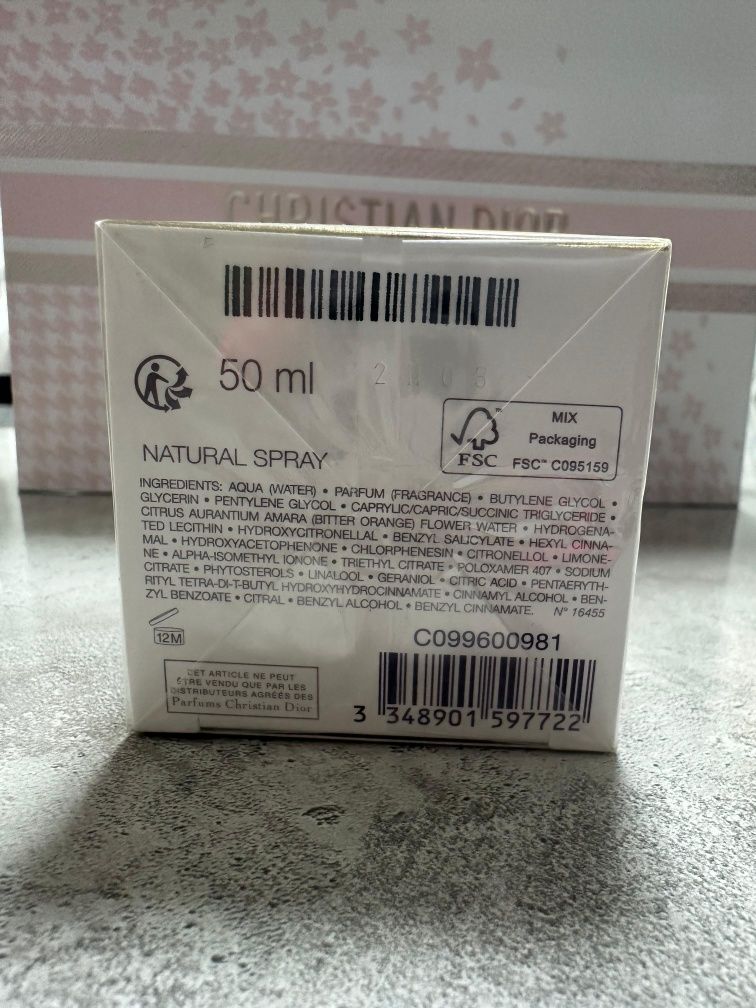 CHRISTIAN DIOR
50 ml
NATURAL SPRAY
MIX
Packaging
FSC™ C095159
FSC
INGREDIENTS: AQUA (WATER) • PARFUM (FRAGRANCE) • BUTYLENE GLYCOL •
GLYCERIN • PENTYLENE GLYCOL • CAPRYLIC/CAPRIC/SUCCINIC TRIGLYCERIDE •
CITRUS AURANTIUM AMARA (BITTER ORANGE) FLOWER WATER • HYDROGENA-
TED LECITHIN • HYDROXYCITRONELLAL • BENZYL SALICYLATE • HEXYL CINNA-
MAL • HYDROXYACETOPHENONE • CHLORPHENESIN • CITRONELLOL • LIMONE-
NE • ALPHA-ISOMETHYL IONONE • TRIETHYL CITRATE • POLOXAMER 407 • SODIUM
CITRATE • PHYTOSTEROLS • LINALOOL • GERANIOL • CITRIC ACID • PENTAERYTH-
RITYL TETRA-DI-T-BUTYL HYDROXYHYDROCINNAMATE • CINNAMYL ALCOHOL • BEN-
ZYL BENZOATE • CITRAL • BENZYL ALCOHOL • BENZYL CINNAMATE. N° 16455
12M
C099600981
CET ARTICLE NE PEUT
ÊTRE VENDU QUE PAR LES
DISTRIBUTEURS AGRÉÉS DES
Parfums Christian Dior
3 348901 597722